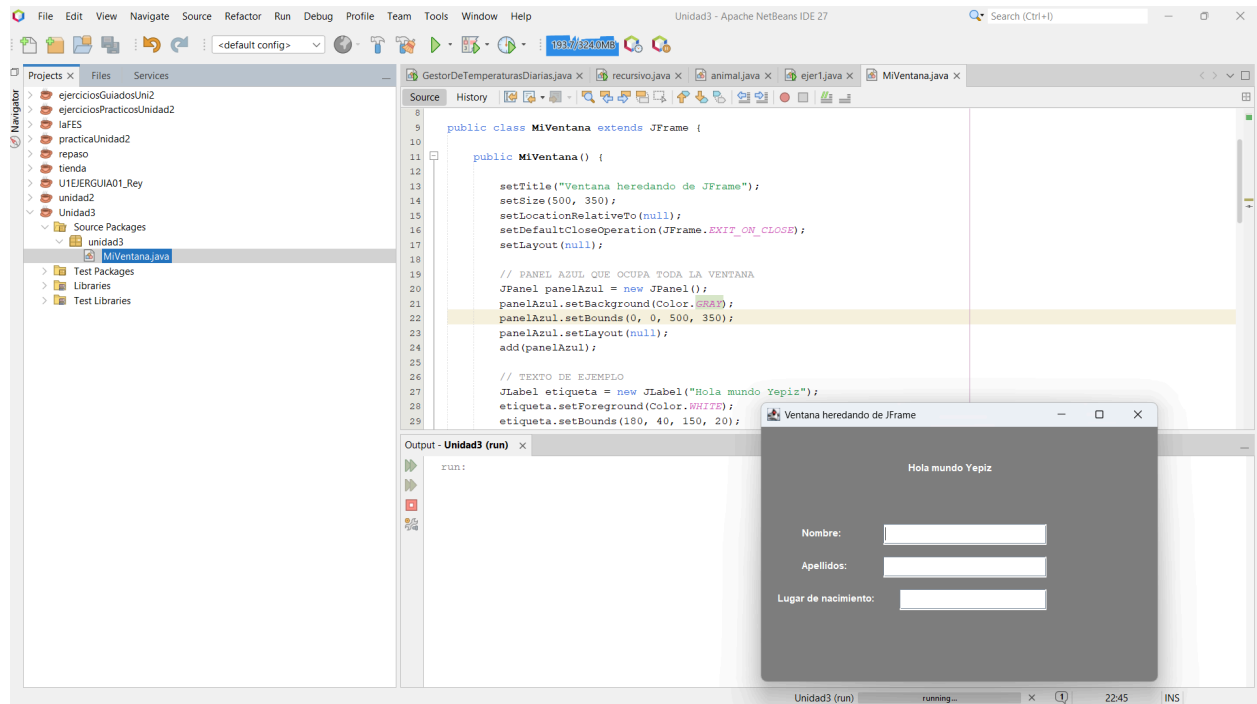 File Edit View Navigate Source Refactor Run Debug Profile Team Tools Window Help
Unidad3 - Apache NetBeans IDE 27
Search (Ctrl+I)
<default config>
193.7/324.0MB
Projects
Files
Services
Navigator
ejerciciosGuiadosUni2
ejerciciosPracticosUnidad2
laFES
practicaUnidad2
repaso
tienda
U1EJERGUIA01_Rey
unidad2
Unidad3
Source Packages
unidad3
MiVentana.java
Test Packages
Libraries
Test Libraries
GestorDeTemperaturasDiarias.java
recursivo.java
animal.java
ejer1.java
MiVentana.java
Source
History
8
9 public class MiVentana extends JFrame {
10
11 public MiVentana() {
12
13 setTitle("Ventana heredando de JFrame");
14 setSize(500, 350);
15 setLocationRelativeTo(null);
16 setDefaultCloseOperation(JFrame.EXIT_ON_CLOSE);
17 setLayout(null);
18
19 // PANEL AZUL QUE OCUPA TODA LA VENTANA
20 JPanel panelAzul = new JPanel();
21 panelAzul.setBackground(Color.GRAY);
22 panelAzul.setBounds(0, 0, 500, 350);
23 panelAzul.setLayout(null);
24 add(panelAzul);
25
26 // TEXTO DE EJEMPLO
27 JLabel etiqueta = new JLabel("Hola mundo Yepiz");
28 etiqueta.setForeground(Color.WHITE);
29 etiqueta.setBounds(180, 40, 150, 20);
Output - Unidad3 (run)
run:
Ventana heredando de JFrame
Hola mundo Yepiz
Nombre:
Apellidos:
Lugar de nacimiento:
Unidad3 (run)
running...
1
22:45
INS